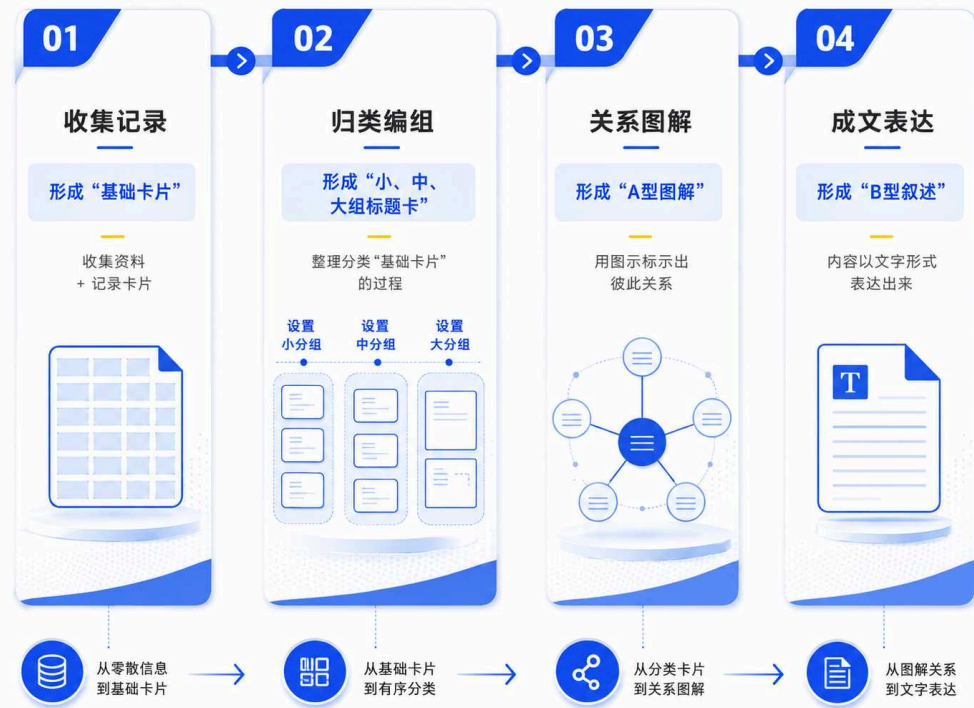 01
收集记录
形成“基础卡片”
收集资料
+ 记录卡片
02
归类编组
形成“小、中、
大组标题卡”
整理分类“基础卡片”
的过程
设置
小分组
设置
中分组
设置
大分组
03
关系图解
形成“A型图解”
用图示标示出
彼此关系
04
成文表达
形成“B型叙述”
内容以文字形式
表达出来
T
从零散信息
到基础卡片
从基础卡片
到有序分类
从分类卡片
到关系图解
从图解关系
到文字表达